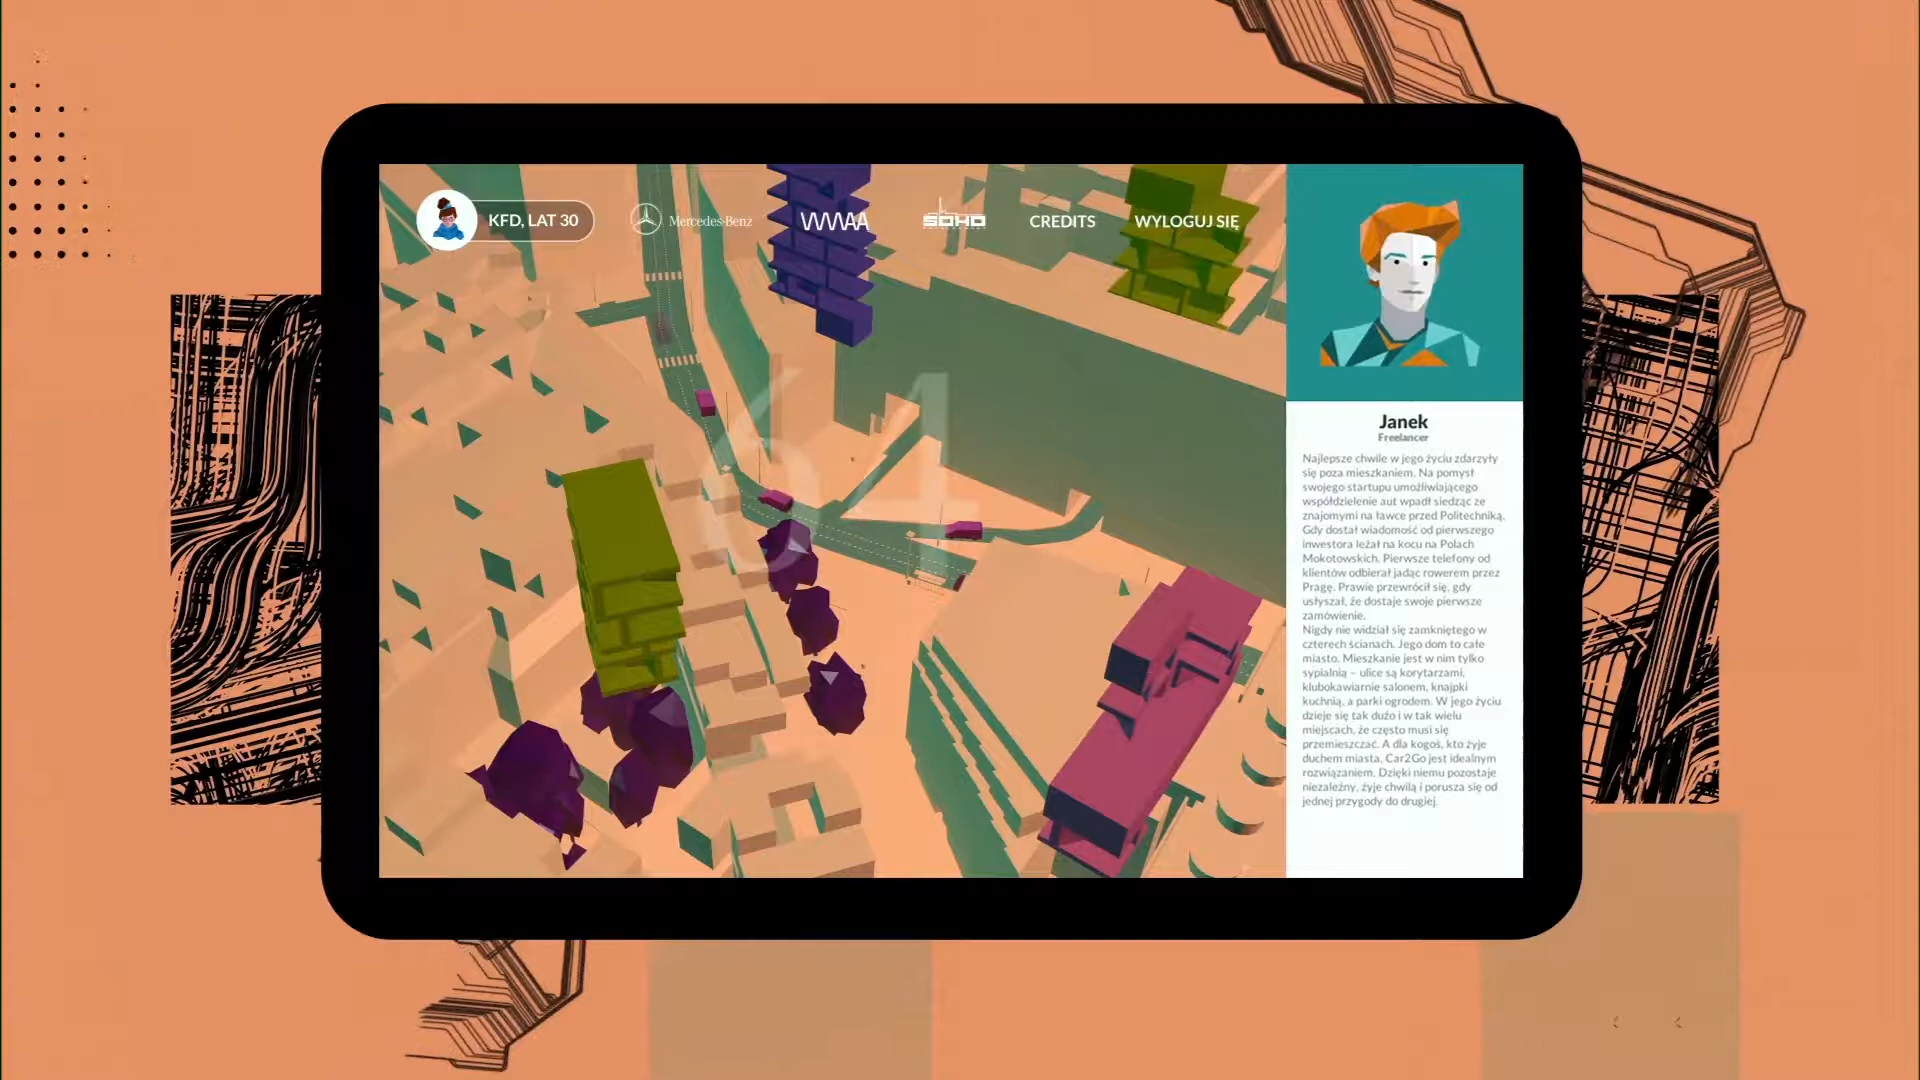 KFD, LAT 30
Mercedes-Benz
WWAA
SOHO
CREDITS
WYLOGUJ SIĘ
64
Janek
Freelancer
Najlepsze chwile w jego życiu zdarzyły
się poza mieszkaniem. Na pomysł
swojego startupu umożliwiającego
współdzielenie aut wpadł siedząc ze
znajomymi na ławce przed Politechniką.
Gdy dostał wiadomość od pierwszego
inwestora leżał na kocu na Polach
Mokotowskich. Pierwsze telefony od
klientów odbierał jadąc rowerem przez
Pragę. Prawie przewrócił się, gdy
usłyszał, że dostaje swoje pierwsze
zamówienie.
Nigdy nie widział się zamkniętego w
czterech ścianach. Jego dom to całe
miasto. Mieszkanie jest w nim tylko
sypialnią – ulice są korytarzami,
klubokawiarnie salonem, knajpki
kuchnią, a parki ogrodem. W jego życiu
dzieje się tak dużo i w tak wielu
miejscach, że często musi się
przemieszczać. A dla kogoś, kto żyje
duchem miasta, Car2Go jest idealnym
rozwiązaniem. Dzięki niemu pozostaje
niezależny, żyje chwilą i porusza się od
jednej przygody do drugiej.